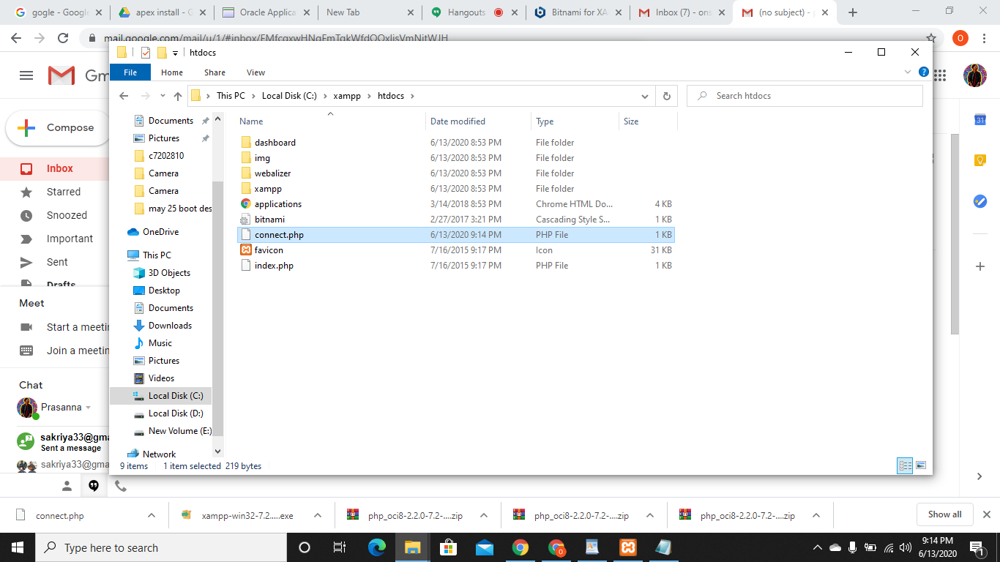 gogle - Google
apex install - G
Oracle Applica
New Tab
Hangouts
Bitnami for XA
Inbox (7) - ons
(no subject) - g
File
Home
Share
View
htdocs
This PC
Local Disk (C:)
xampp
htdocs
Search htdocs
Name
Date modified
Type
Size
dashboard 6/13/2020 8:53 PM File folder
img 6/13/2020 8:53 PM File folder
webalizer 6/13/2020 8:53 PM File folder
xampp 6/13/2020 8:53 PM File folder
applications 3/14/2018 8:53 PM Chrome HTML Do... 4 KB
bitnami 2/27/2017 3:21 PM Cascading Style S... 1 KB
connect.php 6/13/2020 9:14 PM PHP File 1 KB
favicon 7/16/2015 9:17 PM Icon 31 KB
index.php 7/16/2015 9:17 PM PHP File 1 KB
Documents
Pictures
c7202810
Camera
Camera
may 25 boot des
OneDrive
This PC
3D Objects
Desktop
Documents
Downloads
Music
Pictures
Videos
Local Disk (C:)
Local Disk (D:)
New Volume (E:)
Network
9 items 1 item selected 219 bytes
Gm
Compose
Inbox
Starred
Snoozed
Important
Sent
Drafts
Meet
Start a meetin
Join a meetin
Chat
Prasanna
sakriya33@gma
Sent a message
sakriya33@gma
31
O
connect.php
xampp-win32-7.2.....exe
php_oci8-2.2.0-7.2-....zip
php_oci8-2.2.0-7.2-....zip
php_oci8-2.2.0-7.2-....zip
Show all
Type here to search
9:14 PM
6/13/2020
1